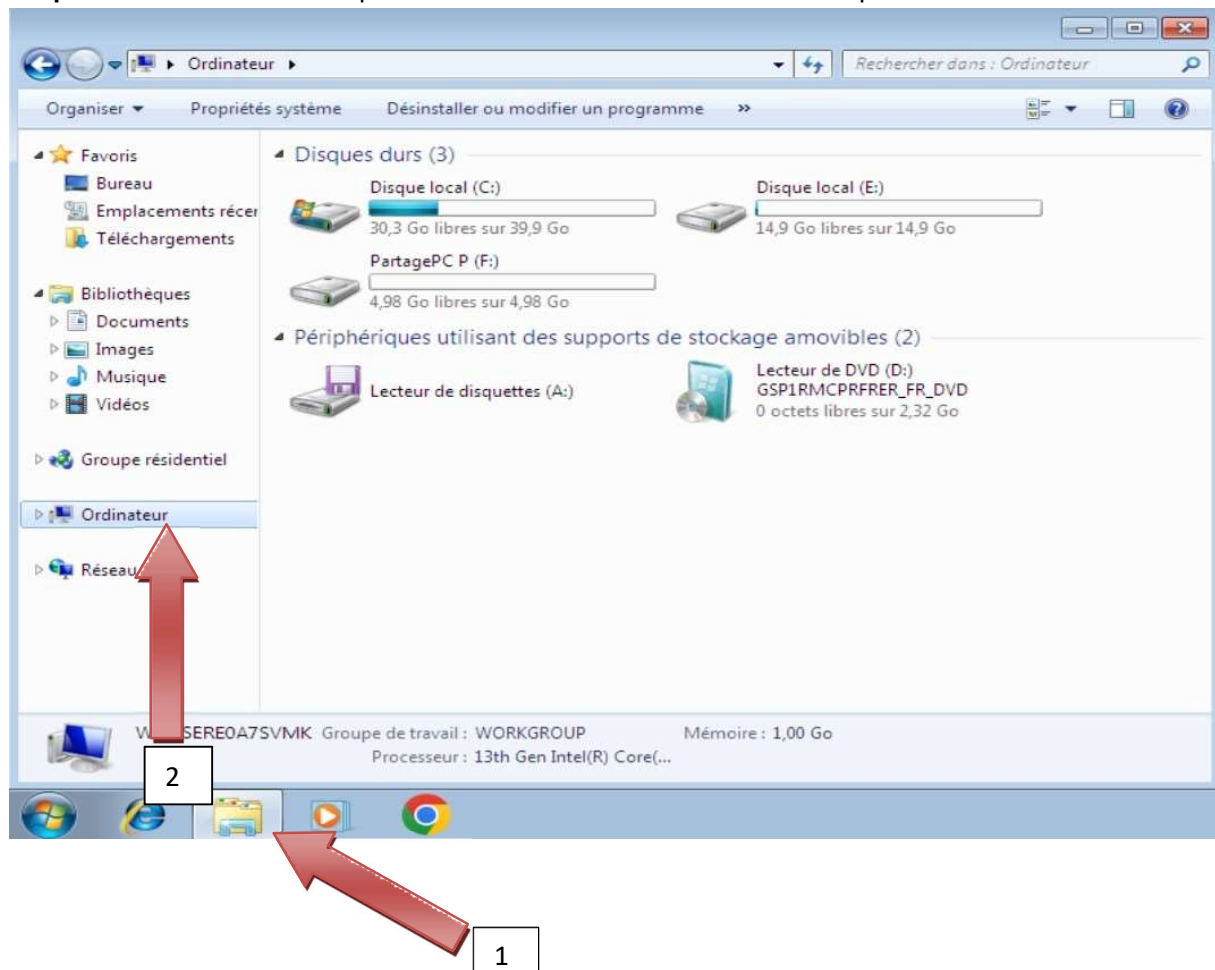 Ordinateur
Rechercher dans : Ordinateur
Organiser
Propriétés système
Désinstaller ou modifier un programme
»
Favoris
Bureau
Emplacements récer
Téléchargements
Bibliothèques
Documents
Images
Musique
Vidéos
Groupe résidentiel
Ordinateur
Réseau
Disques durs (3)
Disque local (C:)
30,3 Go libres sur 39,9 Go
Disque local (E:)
14,9 Go libres sur 14,9 Go
PartagePC P (F:)
4,98 Go libres sur 4,98 Go
Périphériques utilisant des supports de stockage amovibles (2)
Lecteur de disquettes (A:)
Lecteur de DVD (D:)
GSP1RMCPRFRER_FR_DVD
0 octets libres sur 2,32 Go
SERE0A7SVMK Groupe de travail : WORKGROUP Mémoire : 1,00 Go
Processeur : 13th Gen Intel(R) Core(...
2
1